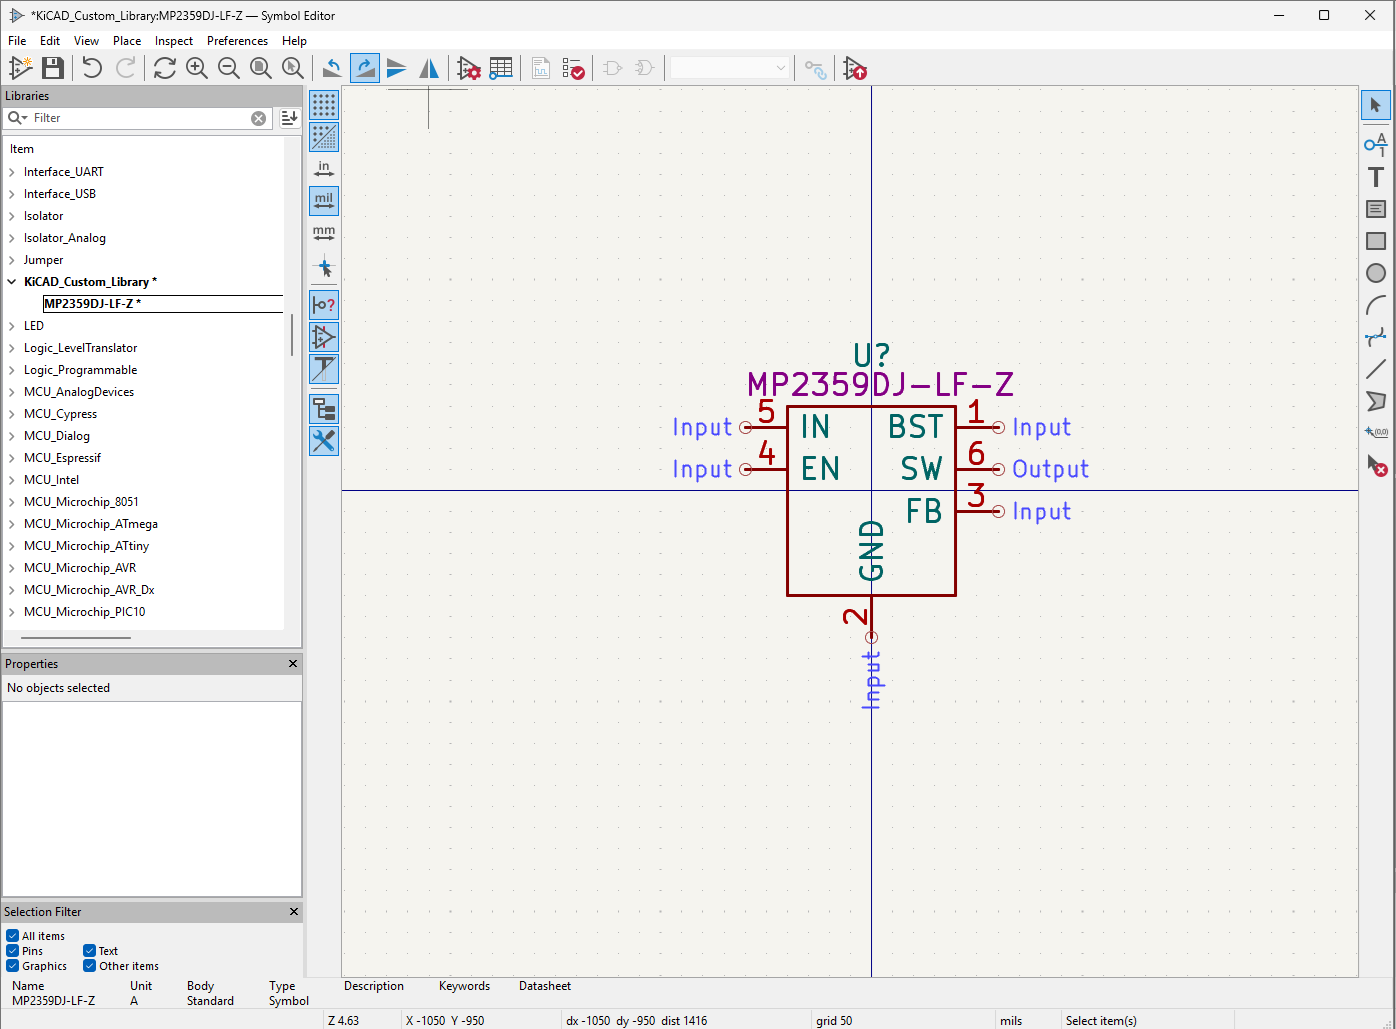 *KiCAD_Custom_Library:MP2359DJ-LF-Z — Symbol Editor
File Edit View Place Inspect Preferences Help
Libraries
Filter
Item
Interface_UART
Interface_USB
Isolator
Isolator_Analog
Jumper
KiCAD_Custom_Library *
MP2359DJ-LF-Z *
LED
Logic_LevelTranslator
Logic_Programmable
MCU_AnalogDevices
MCU_Cypress
MCU_Dialog
MCU_Espressif
MCU_Intel
MCU_Microchip_8051
MCU_Microchip_ATmega
MCU_Microchip_ATtiny
MCU_Microchip_AVR
MCU_Microchip_AVR_Dx
MCU_Microchip_PIC10
Properties
No objects selected
Selection Filter
All items
Pins Text
Graphics Other items
in
mil
mm
?
U?
MP2359DJ-LF-Z
Input 5 IN BST 1 Input
Input 4 EN SW 6 Output
FB 3 Input
GND
2
Input
A
1
T
(0,0)
Name Unit Body Type Description Keywords Datasheet
MP2359DJ-LF-Z A Standard Symbol
Z 4.63 X -1050 Y -950 dx -1050 dy -950 dist 1416 grid 50 mils Select item(s)